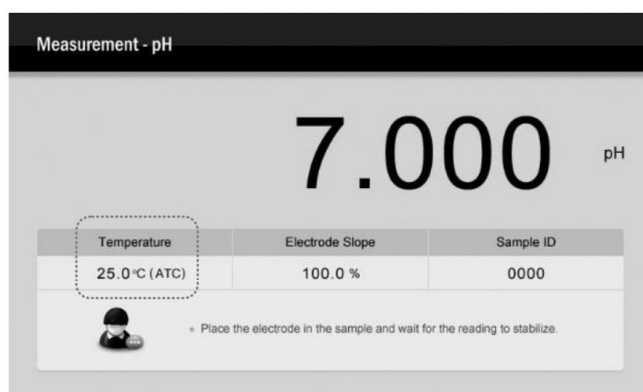 Measurement - pH
7.000 pH
Temperature Electrode Slope Sample ID
25.0 °C (ATC) 100.0 % 0000
Place the electrode in the sample and wait for the reading to stabilize.